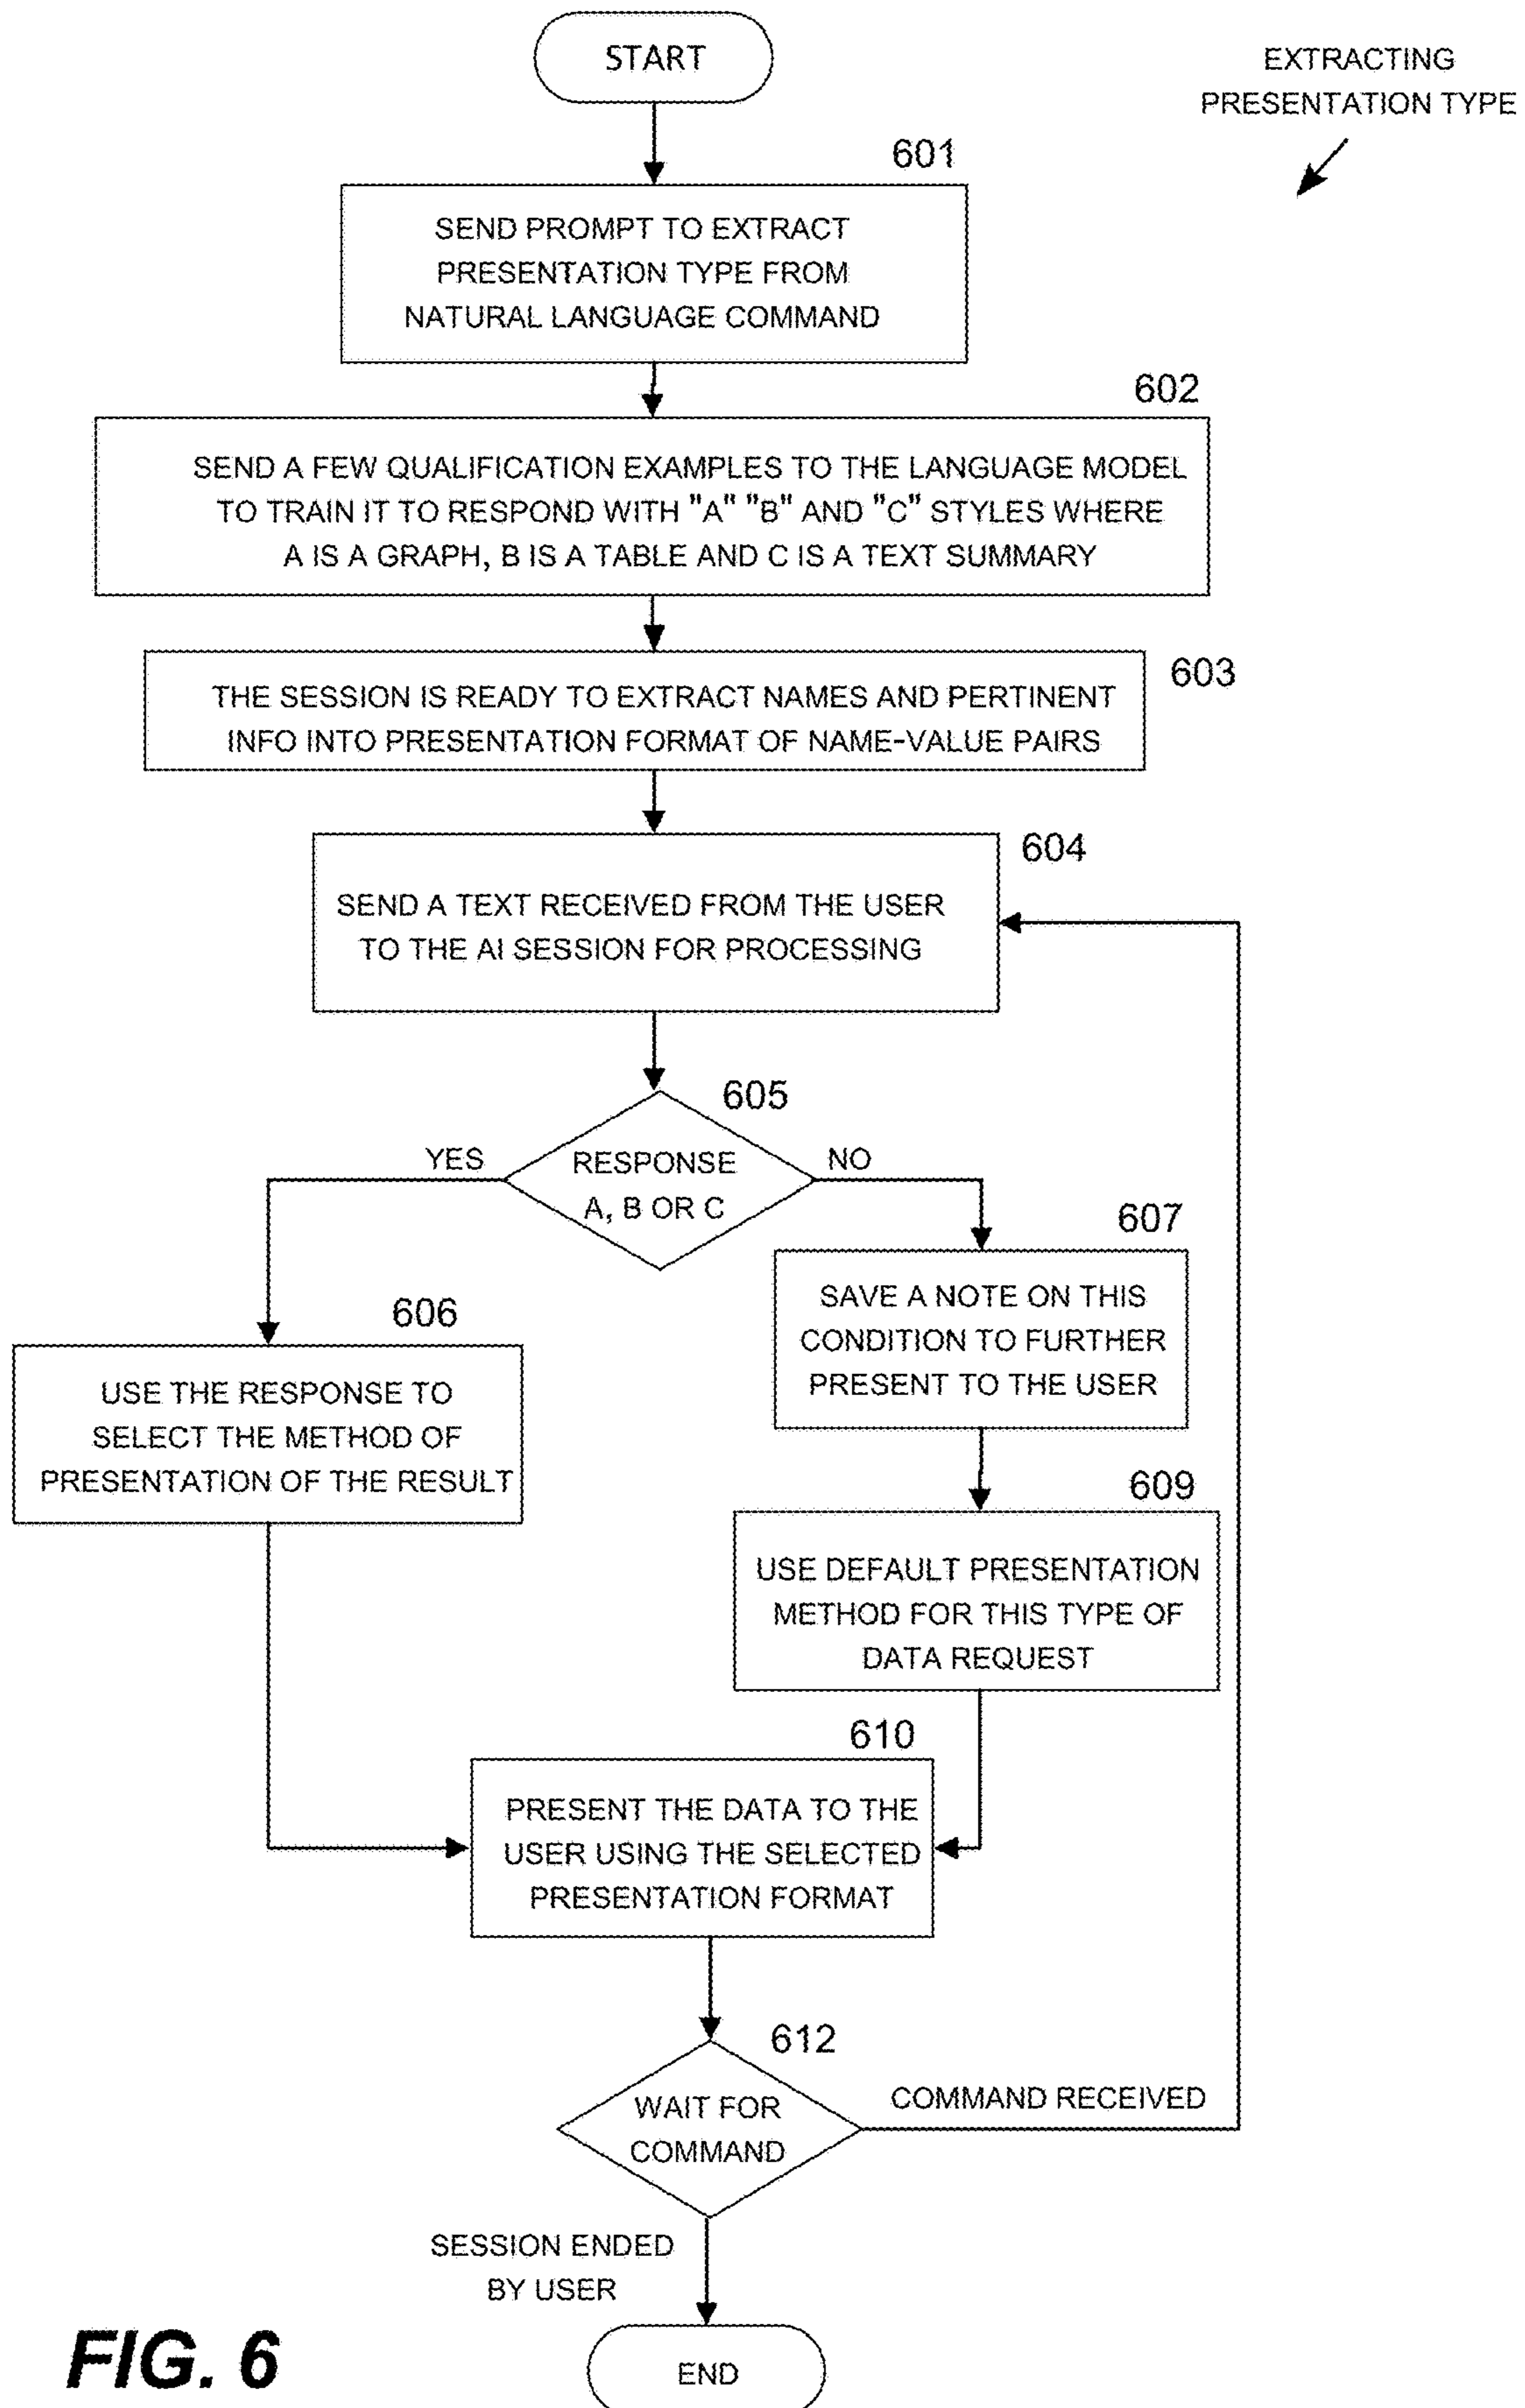 START
EXTRACTING
PRESENTATION TYPE
601
SEND PROMPT TO EXTRACT
PRESENTATION TYPE FROM
NATURAL LANGUAGE COMMAND
602
SEND A FEW QUALIFICATION EXAMPLES TO THE LANGUAGE MODEL
TO TRAIN IT TO RESPOND WITH "A" "B" AND "C" STYLES WHERE
A IS A GRAPH, B IS A TABLE AND C IS A TEXT SUMMARY
603
THE SESSION IS READY TO EXTRACT NAMES AND PERTINENT
INFO INTO PRESENTATION FORMAT OF NAME-VALUE PAIRS
604
SEND A TEXT RECEIVED FROM THE USER
TO THE AI SESSION FOR PROCESSING
605
YES
RESPONSE
A, B OR C
NO
607
SAVE A NOTE ON THIS
CONDITION TO FURTHER
PRESENT TO THE USER
606
USE THE RESPONSE TO
SELECT THE METHOD OF
PRESENTATION OF THE RESULT
609
USE DEFAULT PRESENTATION
METHOD FOR THIS TYPE OF
DATA REQUEST
610
PRESENT THE DATA TO THE
USER USING THE SELECTED
PRESENTATION FORMAT
612
WAIT FOR
COMMAND
COMMAND RECEIVED
SESSION ENDED
BY USER
END
FIG. 6